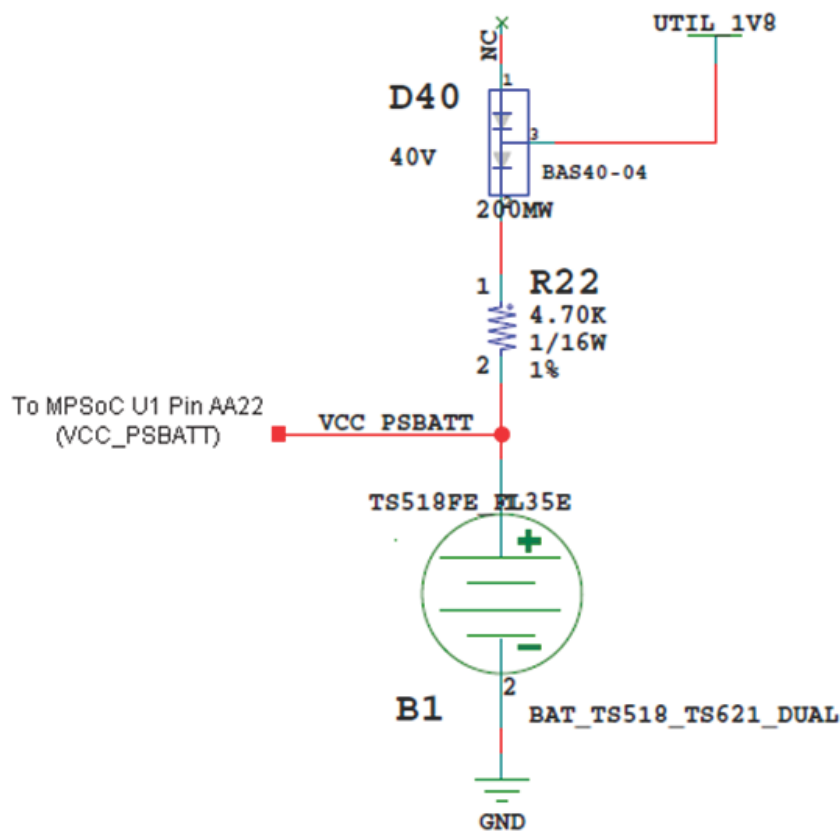 NC
UTIL_1V8
1
D40
3
40V
BAS40-04
200MW
1
R22
4.70K
1/16W
2
1%
To MPSoC U1 Pin AA22
(VCC_PSBATT)
VCC_PSBATT
TS518FE_FL35E
+
-
2
B1
BAT_TS518_TS621_DUAL
GND